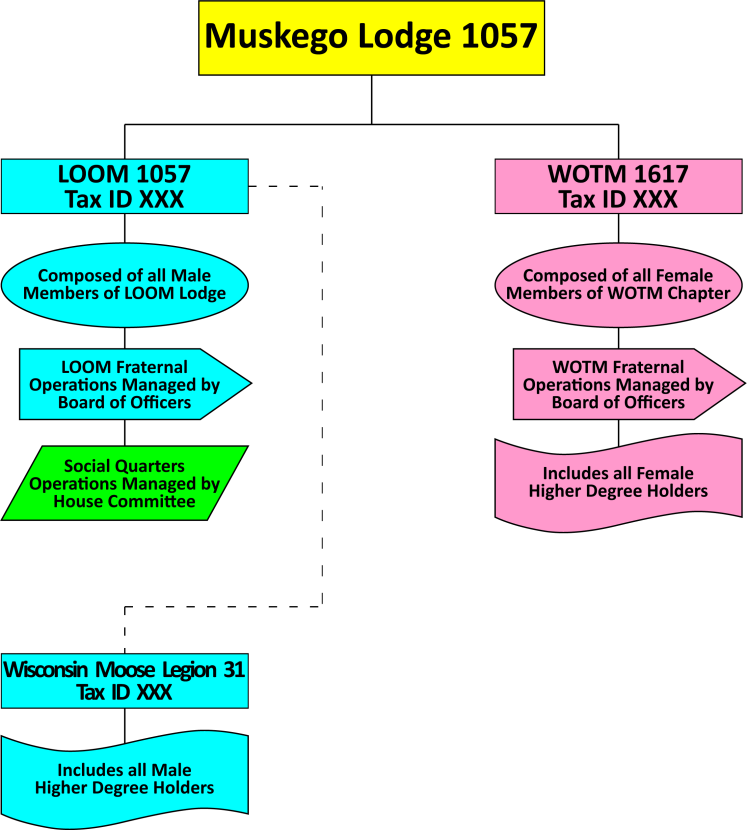 Muskego Lodge 1057
LOOM 1057
Tax ID XXX
Composed of all Male
Members of LOOM Lodge
LOOM Fraternal
Operations Managed by
Board of Officers
Social Quarters
Operations Managed by
House Committee
WOTM 1617
Tax ID XXX
Composed of all Female
Members of WOTM Chapter
WOTM Fraternal
Operations Managed by
Board of Officers
Includes all Female
Higher Degree Holders
Wisconsin Moose Legion 31
Tax ID XXX
Includes all Male
Higher Degree Holders